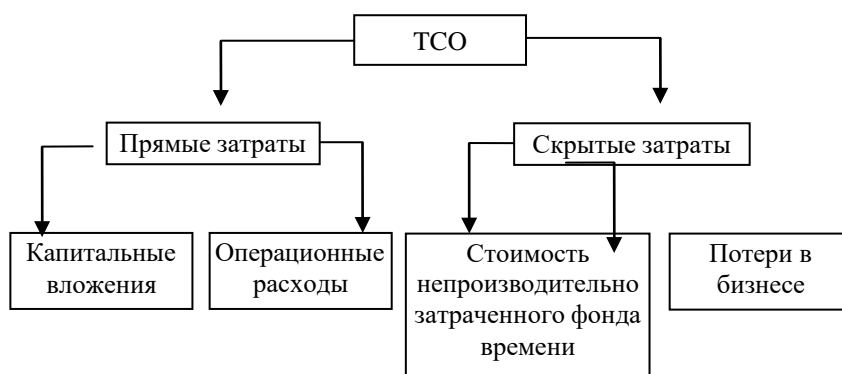 ТСО
Прямые затраты
Скрытые затраты
Капитальные
вложения
Операционные
расходы
Стоимость
непроизводительно
затраченного фонда
времени
Потери в
бизнесе